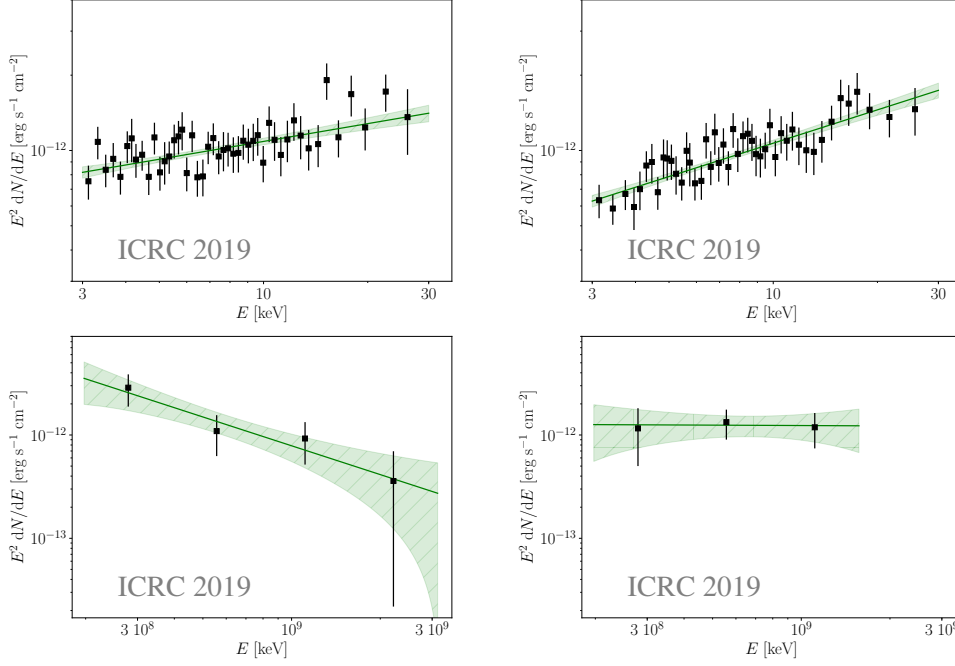 E² dN/dE [erg s⁻¹ cm⁻²]
10⁻¹²
ICRC 2019
3 10 30
E [keV]
E² dN/dE [erg s⁻¹ cm⁻²]
10⁻¹²
ICRC 2019
3 10 30
E [keV]
E² dN/dE [erg s⁻¹ cm⁻²]
10⁻¹²
10⁻¹³
ICRC 2019
3 10⁸ 10⁹ 3 10⁹
E [keV]
E² dN/dE [erg s⁻¹ cm⁻²]
10⁻¹²
10⁻¹³
ICRC 2019
3 10⁸ 10⁹ 3 10⁹
E [keV]